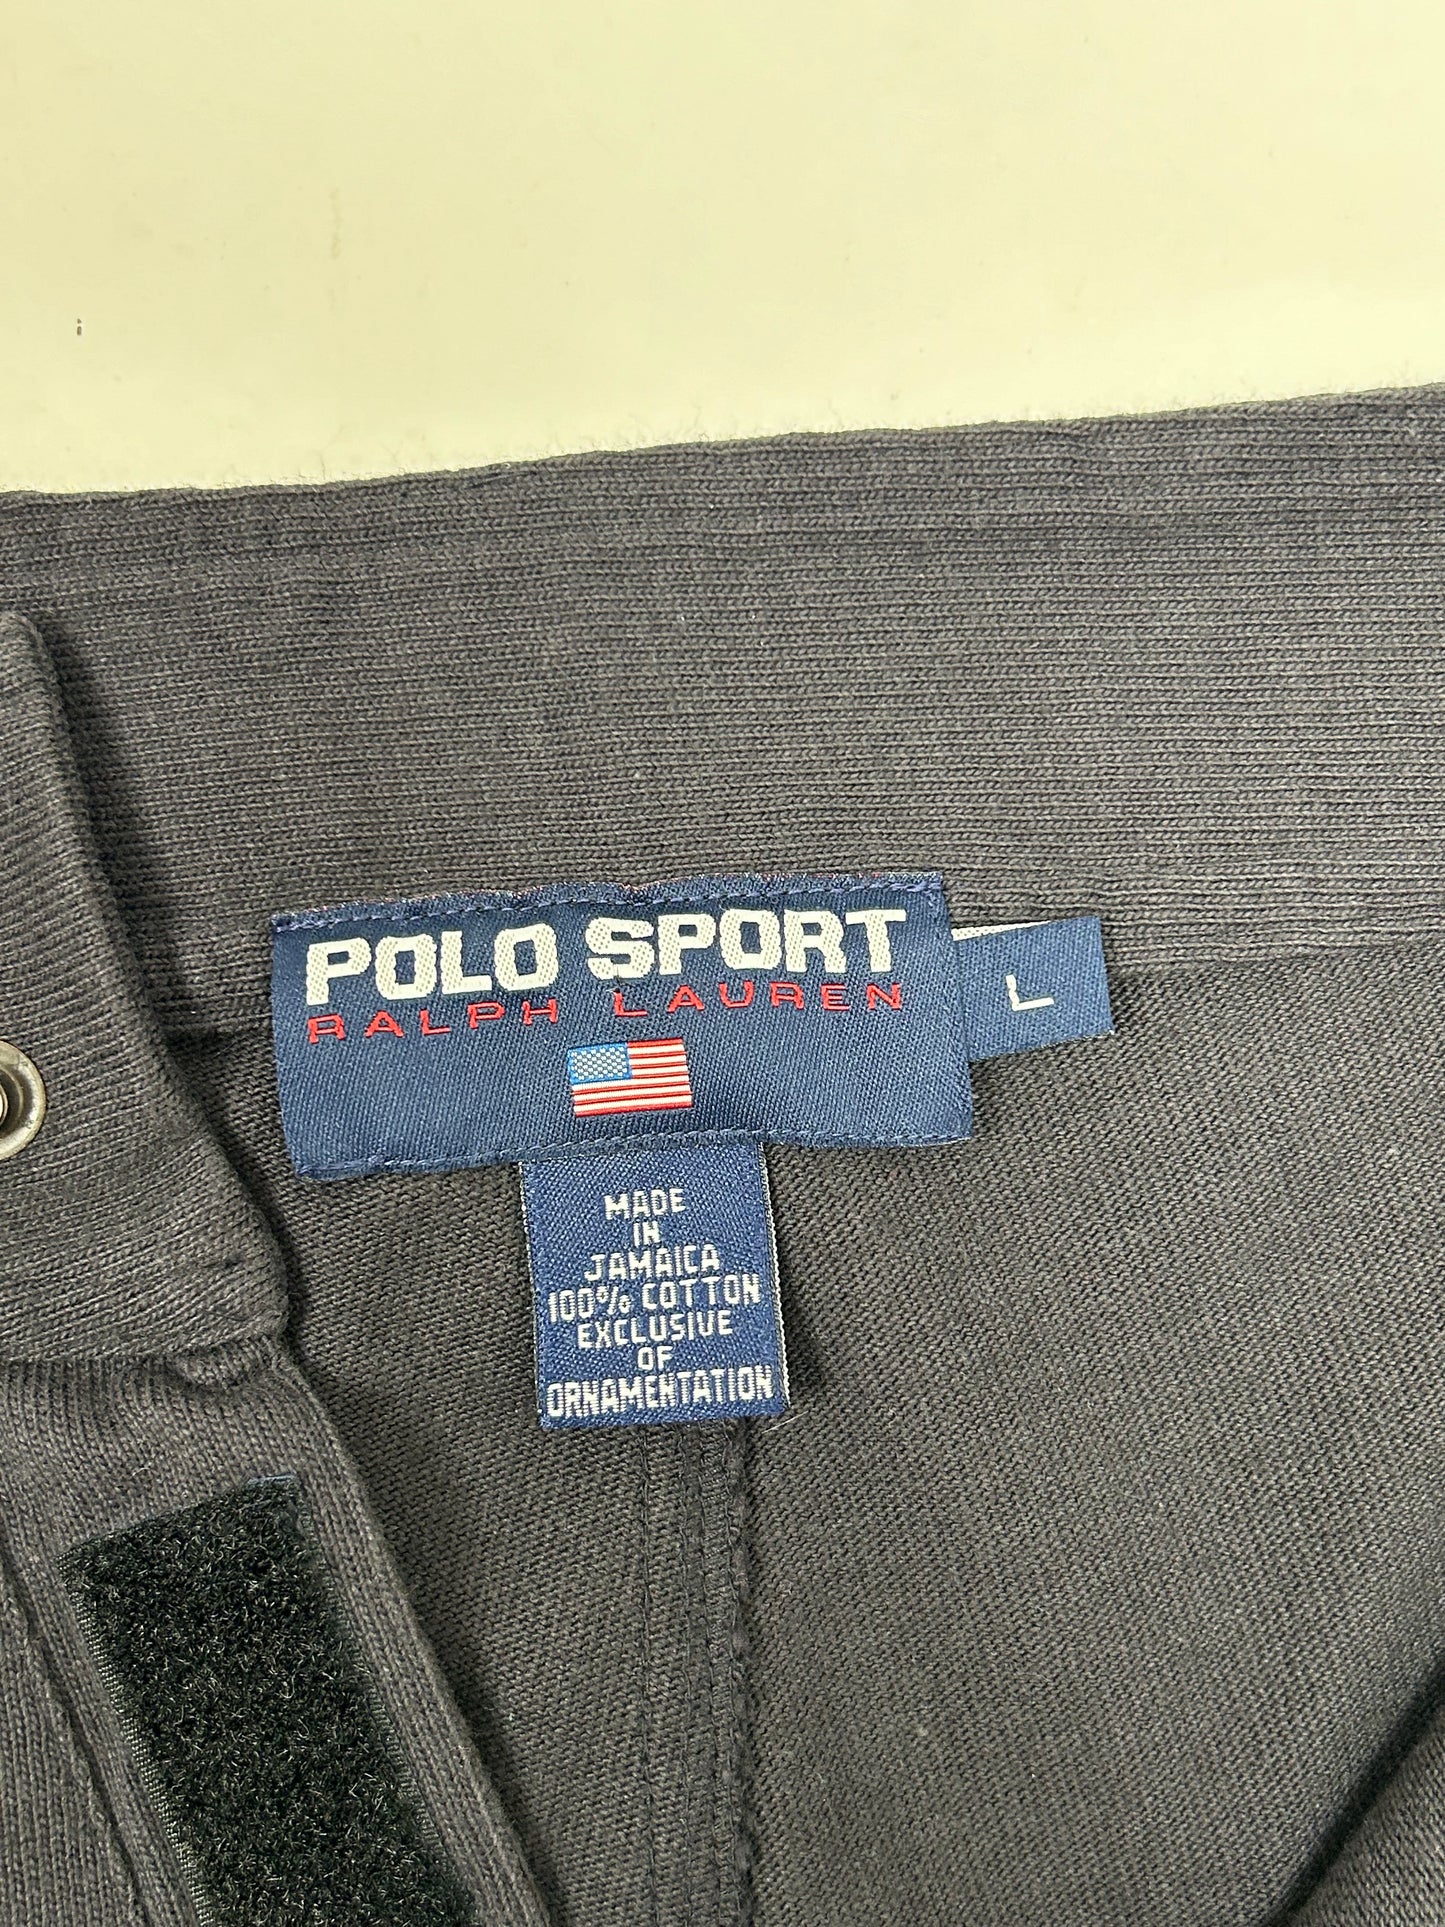 POLO SPORT
RALPH LAUREN
L
MADE
IN
JAMAICA
100% COTTON
EXCLUSIVE
OF
ORNAMENTATION